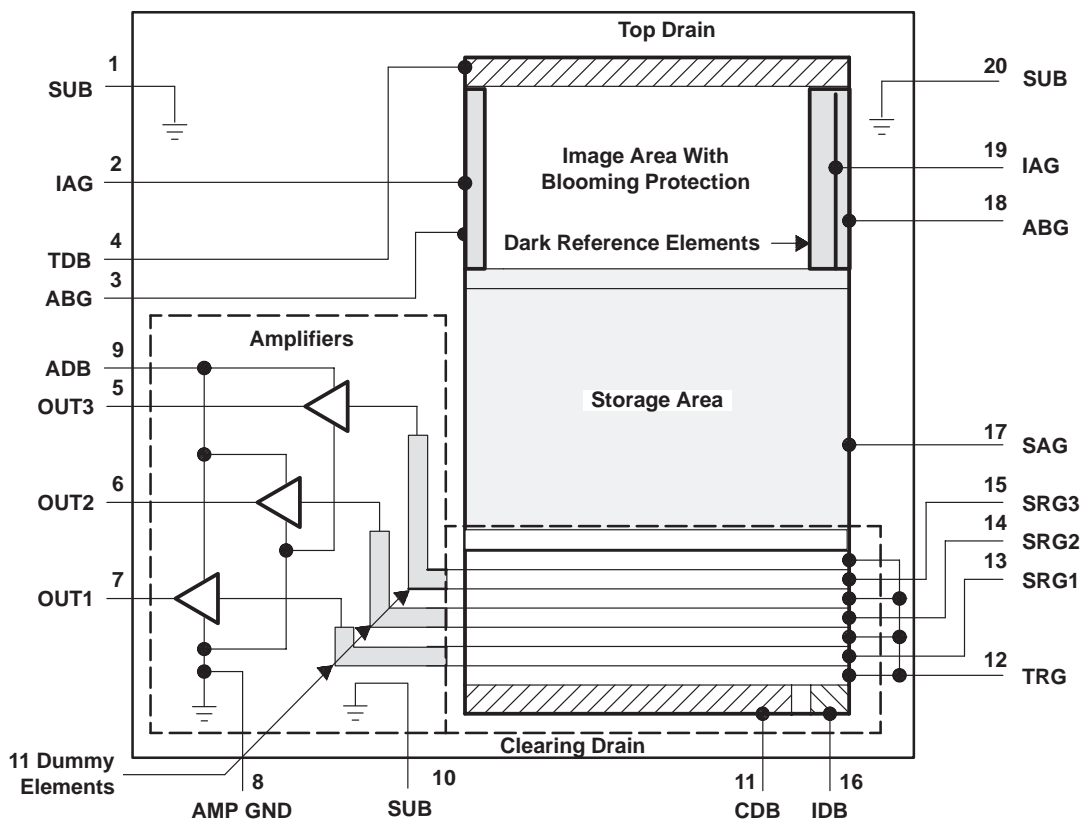 Top Drain
1
SUB
20
SUB
Image Area With
Blooming Protection
2
IAG
19
IAG
18
ABG
4
TDB
Dark Reference Elements
3
ABG
Amplifiers
9
ADB
5
OUT3
Storage Area
17
SAG
6
OUT2
15
SRG3
14
SRG2
13
SRG1
7
OUT1
12
TRG
Clearing Drain
11 Dummy
Elements
8
AMP GND
10
SUB
11
CDB
16
IDB